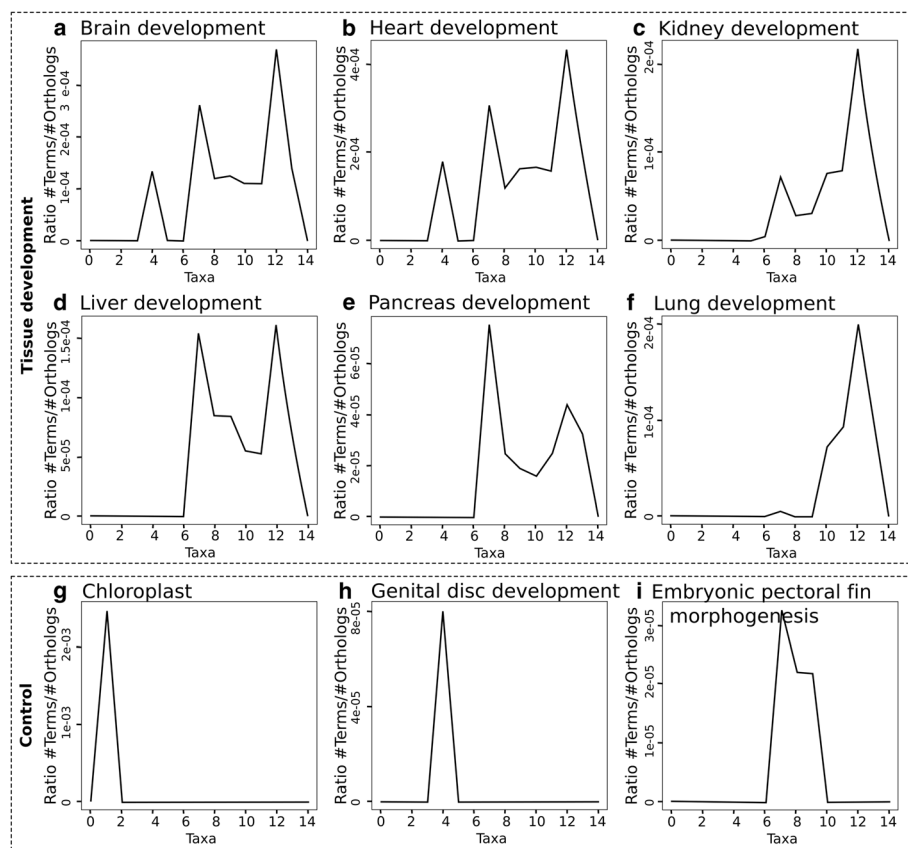 Tissue development
a Brain development
Ratio #Terms/#Orthologs
0 1e-04 2e-04 3 e-04
0 2 4 6 8 10 12 14
Taxa
b Heart development
Ratio #Terms/#Orthologs
0 2e-04 4e-04
0 2 4 6 8 10 12 14
Taxa
c Kidney development
Ratio #Terms/#Orthologs
0 1e-04 2e-04
0 2 4 6 8 10 12 14
Taxa
d Liver development
Ratio #Terms/#Orthologs
0 5e-05 1e-04 1.5e-04
0 2 4 6 8 10 12 14
Taxa
e Pancreas development
Ratio #Terms/#Orthologs
0 2e-05 4e-05 6e-05
0 2 4 6 8 10 12 14
Taxa
f Lung development
Ratio #Terms/#Orthologs
0 1e-04 2e-04
0 2 4 6 8 10 12 14
Taxa
Control
g Chloroplast
Ratio #Terms/#Orthologs
0 1e-03 2e-03
0 2 4 6 8 10 12 14
Taxa
h Genital disc development
Ratio #Terms/#Orthologs
0 4e-05 8e-05
0 2 4 6 8 10 12 14
Taxa
i Embryonic pectoral fin
morphogenesis
Ratio #Terms/#Orthologs
0 1e-05 2e-05 3e-05
0 2 4 6 8 10 12 14
Taxa